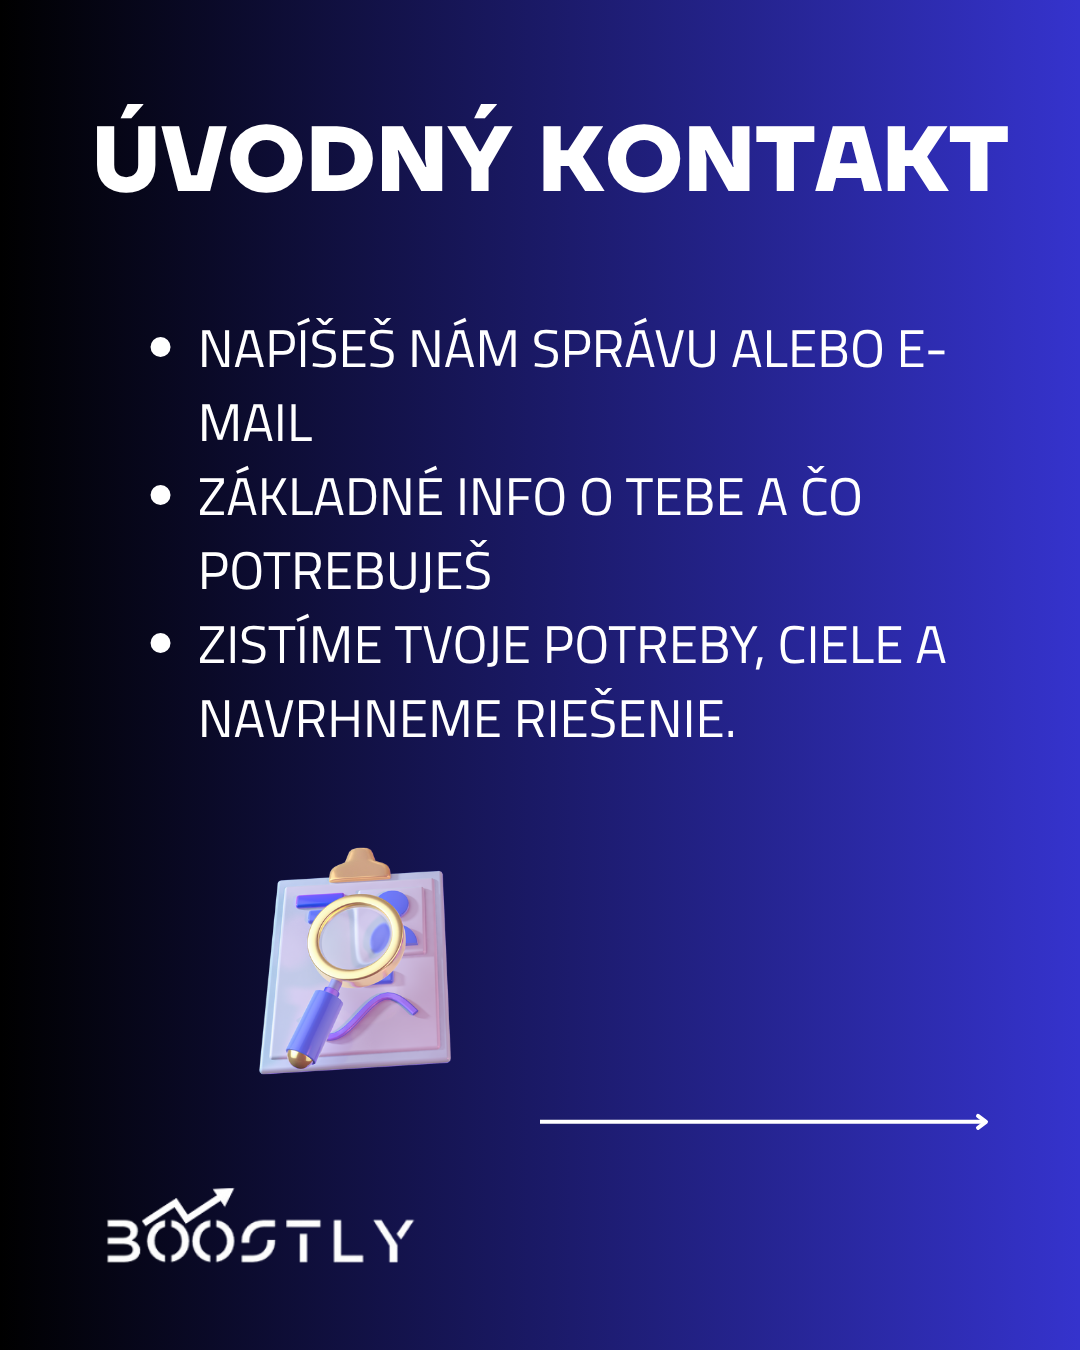 ÚVODNÝ KONTAKT
NAPÍŠEŠ NÁM SPRÁVU ALEBO E-
MAIL
ZÁKLADNÉ INFO O TEBE A ČO
POTREBUJEŠ
ZISTÍME TVOJE POTREBY, CIELE A
NAVRHNEME RIEŠENIE.
BOOSTLY